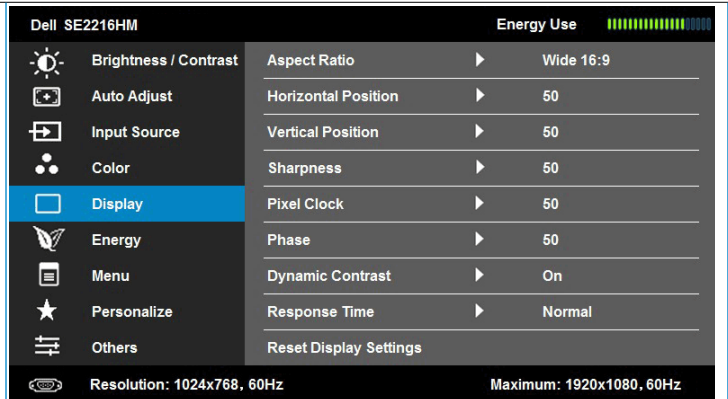 Dell SE2216HM Energy Use
Brightness / Contrast Aspect Ratio Wide 16:9
Auto Adjust Horizontal Position 50
Input Source Vertical Position 50
Color Sharpness 50
Display Pixel Clock 50
Energy Phase 50
Menu Dynamic Contrast On
Personalize Response Time Normal
Others Reset Display Settings
Resolution: 1024x768, 60Hz Maximum: 1920x1080, 60Hz